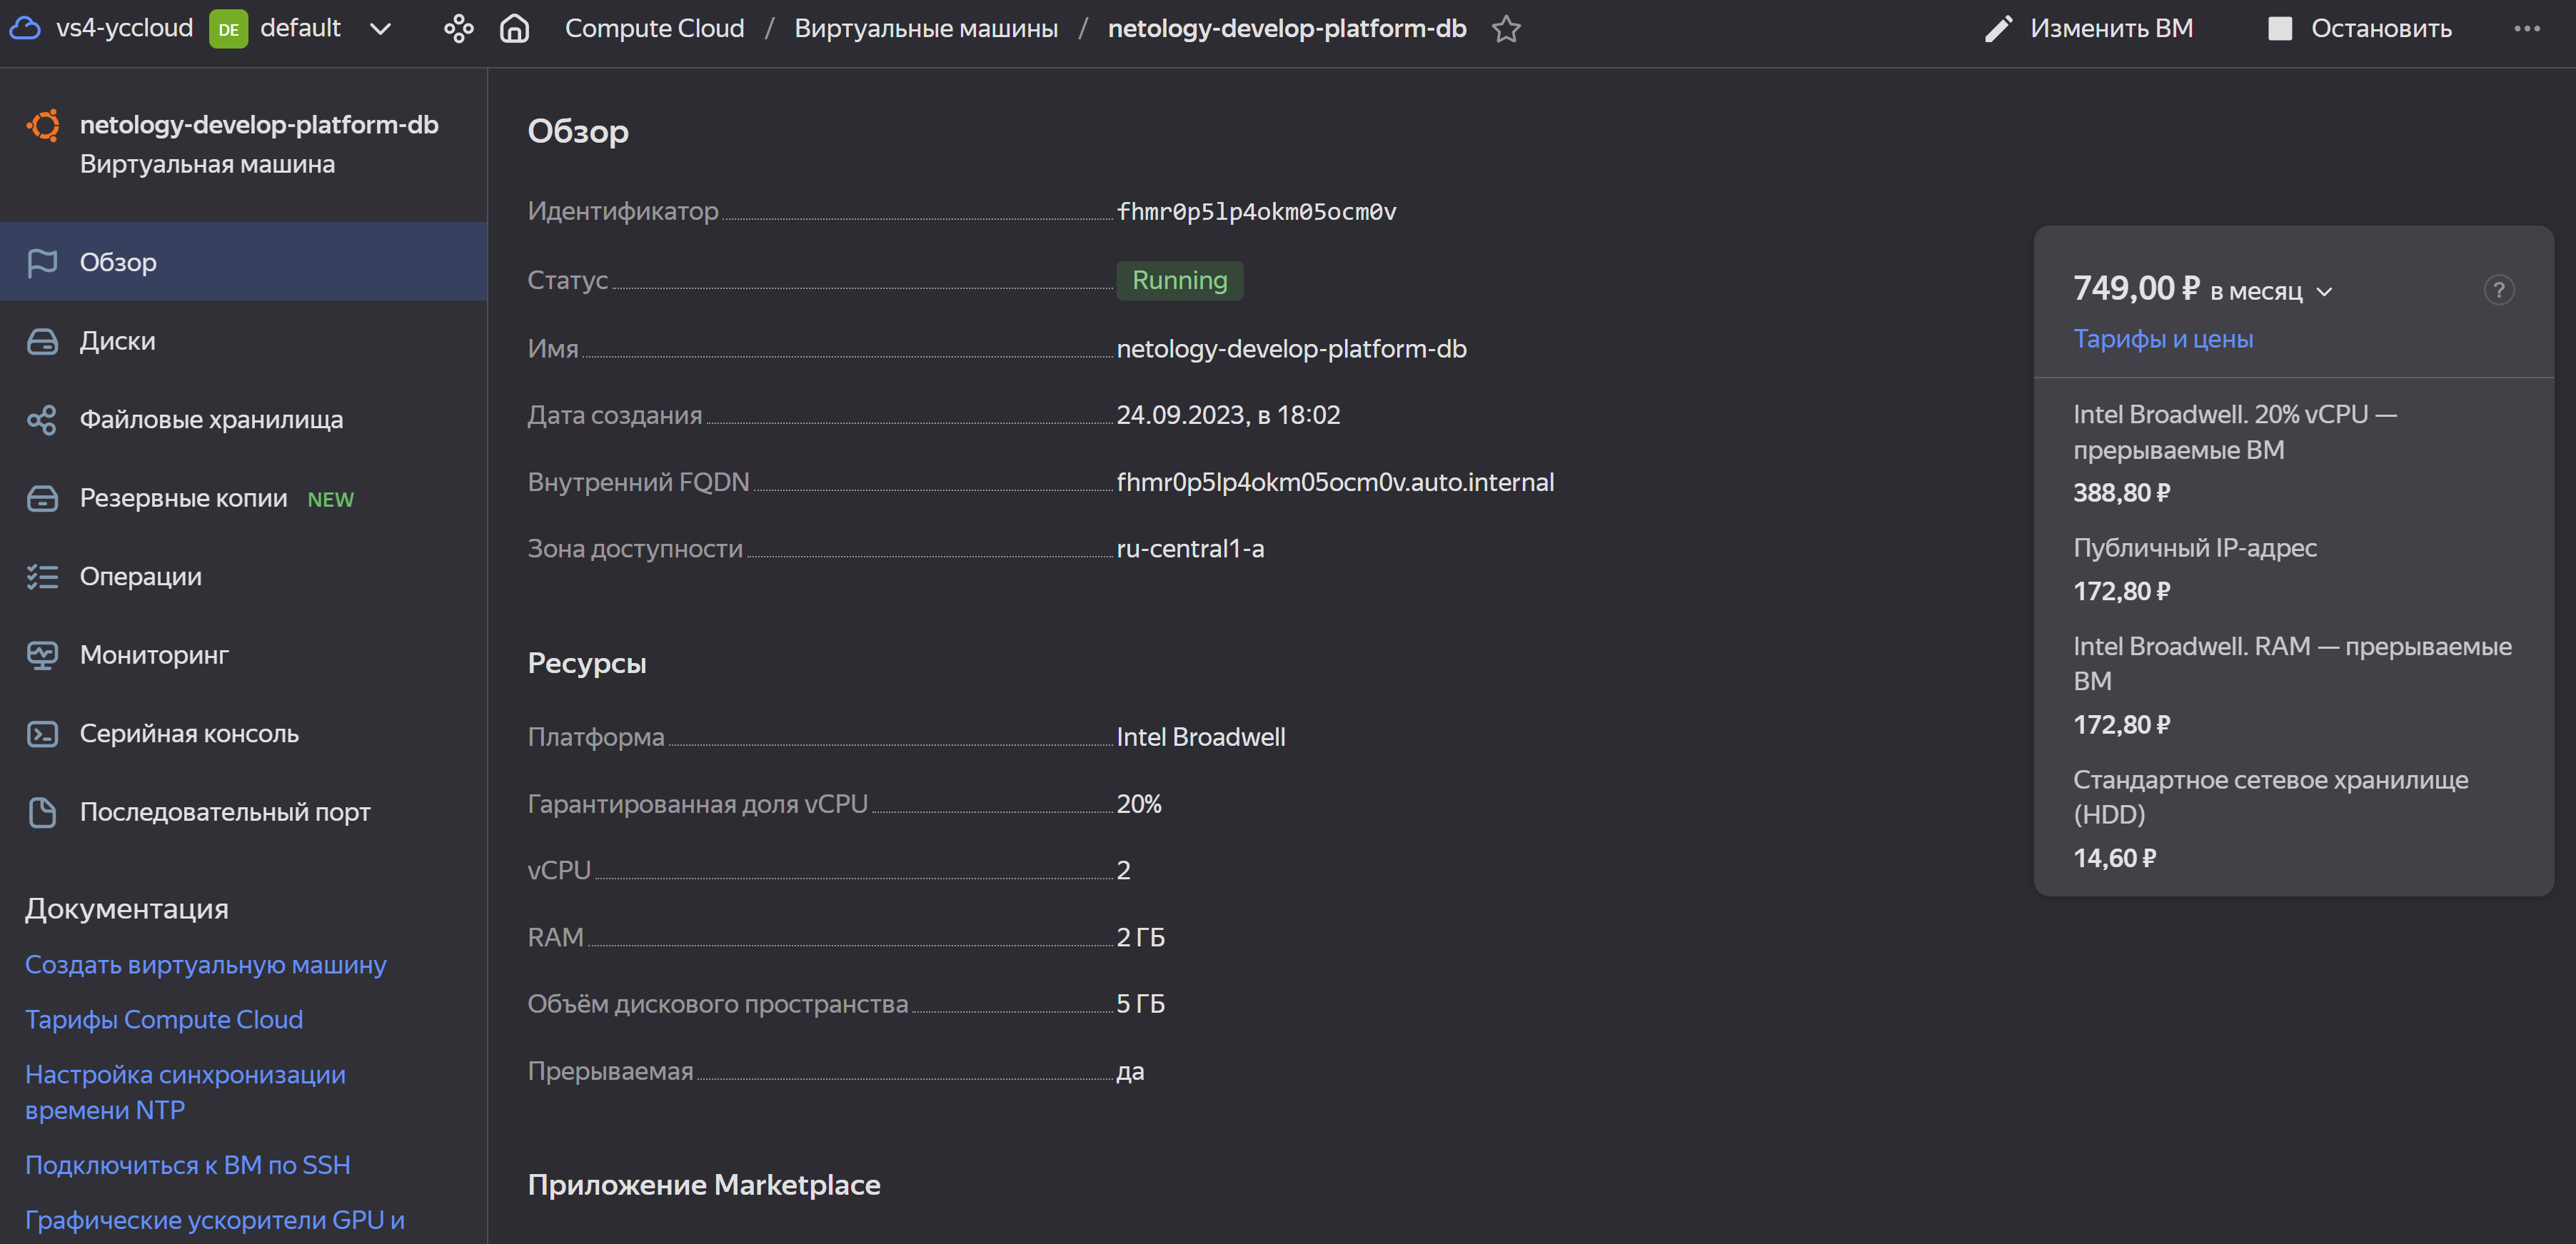 vs4-yccloud DE default Compute Cloud / Виртуальные машины / netology-develop-platform-db Изменить ВМ Остановить
netology-develop-platform-db
Виртуальная машина
Обзор
Диски
Файловые хранилища
Резервные копии NEW
Операции
Мониторинг
Серийная консоль
Последовательный порт
Документация
Создать виртуальную машину
Тарифы Compute Cloud
Настройка синхронизации
времени NTP
Подключиться к ВМ по SSH
Графические ускорители GPU и
Обзор
Идентификатор fhmr0p5lp4okm05ocm0v
Статус Running
Имя netology-develop-platform-db
Дата создания 24.09.2023, в 18:02
Внутренний FQDN fhmr0p5lp4okm05ocm0v.auto.internal
Зона доступности ru-central1-a
Ресурсы
Платформа Intel Broadwell
Гарантированная доля vCPU 20%
vCPU 2
RAM 2 ГБ
Объём дискового пространства 5 ГБ
Прерываемая да
Приложение Marketplace
749,00 ₽ в месяц ?
Тарифы и цены
Intel Broadwell. 20% vCPU —
прерываемые ВМ
388,80 ₽
Публичный IP-адрес
172,80 ₽
Intel Broadwell. RAM — прерываемые
ВМ
172,80 ₽
Стандартное сетевое хранилище
(HDD)
14,60 ₽